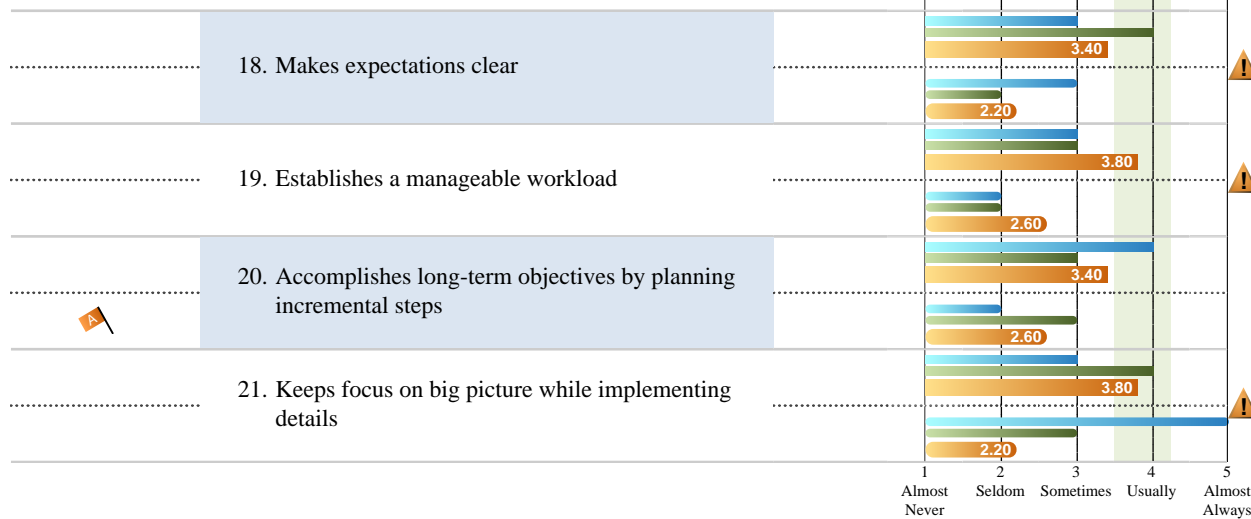 3.40
18. Makes expectations clear
!
2.20
3.80
19. Establishes a manageable workload
!
2.60
3.40
20. Accomplishes long-term objectives by planning
incremental steps
A
2.60
3.80
21. Keeps focus on big picture while implementing
details
!
2.20
1 2 3 4 5
Almost Seldom Sometimes Usually Almost
Never Always